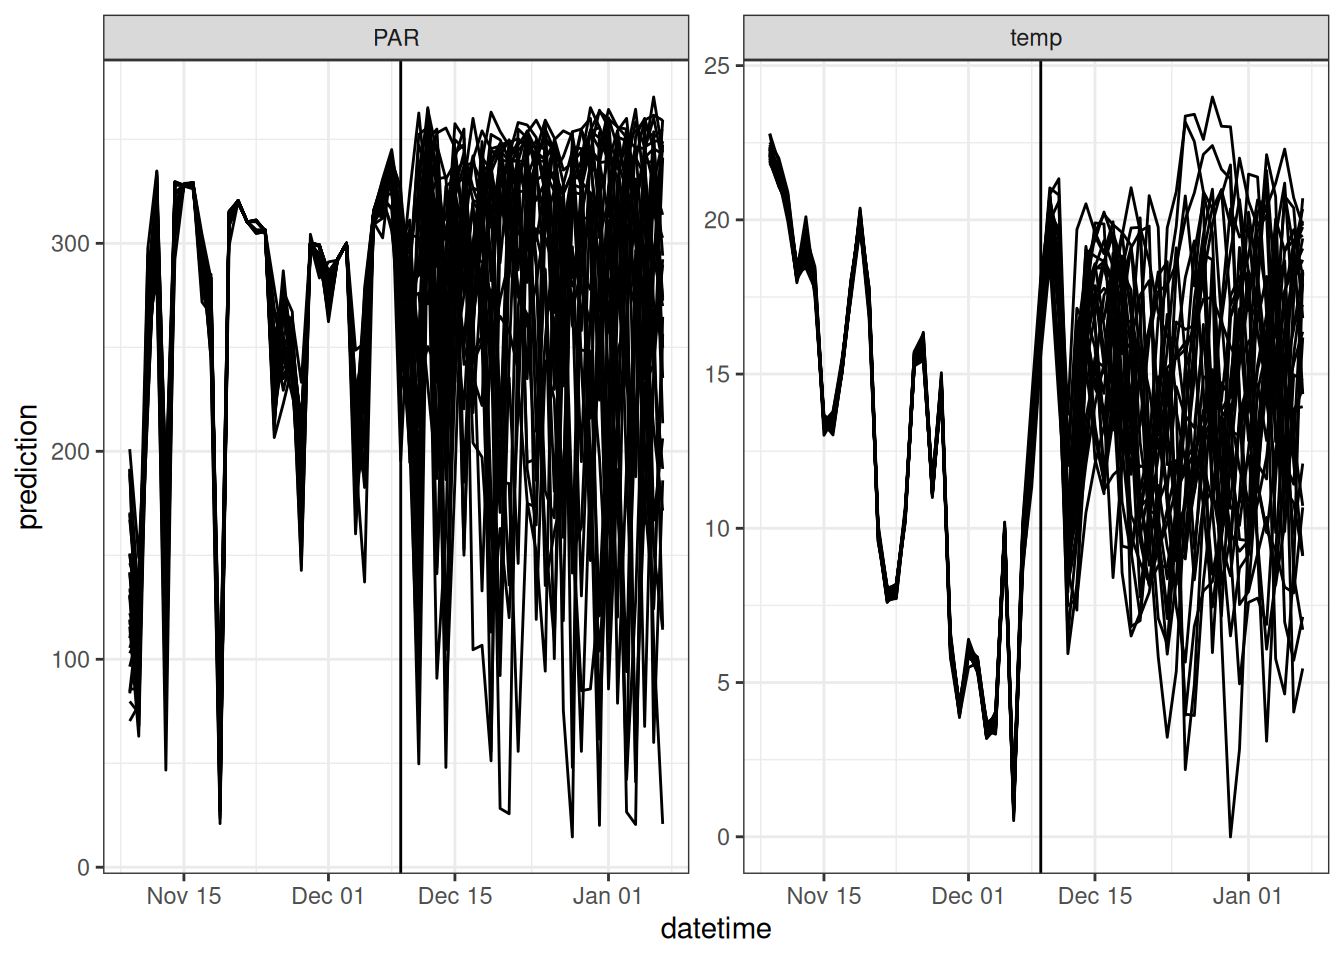 PAR
temp
prediction
300
200
100
0
25
20
15
10
5
0
Nov 15
Dec 01
Dec 15
Jan 01
Nov 15
Dec 01
Dec 15
Jan 01
datetime